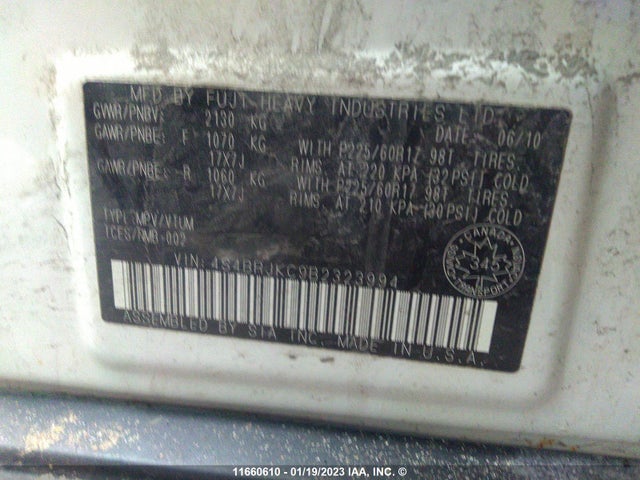 MFD BY FUJI HEAVY INDUSTRIES LTD.
GVWR/PNBV: 2130 KG DATE: 06/10
GAWR/PNBE: F 1070 KG WITH P225/60R17 98T TIRES.
17X7J RIMS AT 220 KPA (32PSI) COLD
GAWR/PNBE: R 1060 KG WITH P225/60R17 98T TIRES.
17X7J RIMS AT 210 KPA (30PSI) COLD
TYPE:MPV/VTUM
ICES/NMB-002
VIN: 4S4BRJKC9B2323994
ASSEMBLED BY SIA INC. MADE IN U.S.A.
CANADA
345
TRANSPORT
11660610 - 01/19/2023 IAA, INC. ©